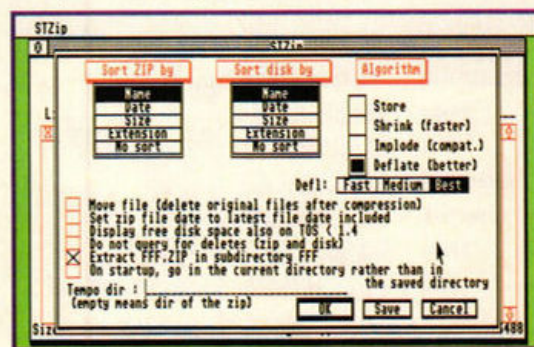 STZip
STZip
Sort ZIP by
Sort disk by
Algorithm
Name
Date
Size
Extension
No sort
Name
Date
Size
Extension
No sort
Store
Shrink (faster)
Implode (compat.)
Deflate (better)
Defl: Fast Medium Best
Move file (delete original files after compression)
Set zip file date to latest file date included
Display free disk space also on TOS < 1.4
Do not query for deletes (zip and disk)
Extract FFF.ZIP in subdirectory FFF
On startup, go in the current directory rather than in
the saved directory
Tempo dir :
(empty means dir of the zip)
OK Save Cancel